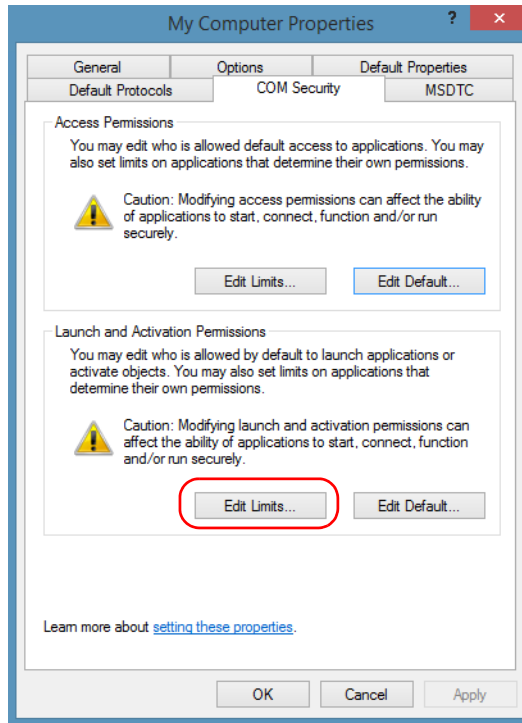 My Computer Properties
?
General Options Default Properties
Default Protocols COM Security MSDTC
Access Permissions
You may edit who is allowed default access to applications. You may
also set limits on applications that determine their own permissions.
Caution: Modifying access permissions can affect the ability
of applications to start, connect, function and/or run
securely.
Edit Limits... Edit Default...
Launch and Activation Permissions
You may edit who is allowed by default to launch applications or
activate objects. You may also set limits on applications that
determine their own permissions.
Caution: Modifying launch and activation permissions can
affect the ability of applications to start, connect, function
and/or run securely.
Edit Limits... Edit Default...
Learn more about setting these properties.
OK Cancel Apply